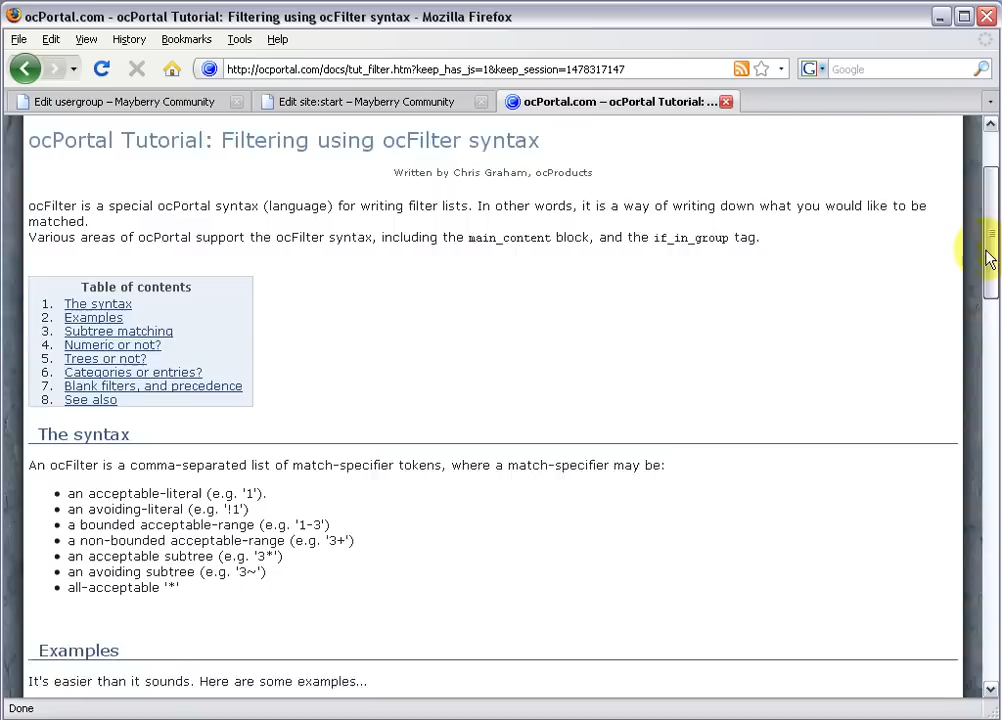 ocPortal.com - ocPortal Tutorial: Filtering using ocFilter syntax - Mozilla Firefox
File Edit View History Bookmarks Tools Help
http://ocportal.com/docs/tut_filter.htm?keep_has_js=1&keep_session=1478317147
G Google
Edit usergroup – Mayberry Community
Edit site:start – Mayberry Community
ocPortal.com – ocPortal Tutorial: ...
ocPortal Tutorial: Filtering using ocFilter syntax
Written by Chris Graham, ocProducts
ocFilter is a special ocPortal syntax (language) for writing filter lists. In other words, it is a way of writing down what you would like to be
matched.
Various areas of ocPortal support the ocFilter syntax, including the main_content block, and the if_in_group tag.
Table of contents
1. The syntax
2. Examples
3. Subtree matching
4. Numeric or not?
5. Trees or not?
6. Categories or entries?
7. Blank filters, and precedence
8. See also
The syntax
An ocFilter is a comma-separated list of match-specifier tokens, where a match-specifier may be:
• an acceptable-literal (e.g. '1').
• an avoiding-literal (e.g. '!1')
• a bounded acceptable-range (e.g. '1-3')
• a non-bounded acceptable-range (e.g. '3+')
• an acceptable subtree (e.g. '3*')
• an avoiding subtree (e.g. '3~')
• all-acceptable '*'
Examples
It's easier than it sounds. Here are some examples...
Done